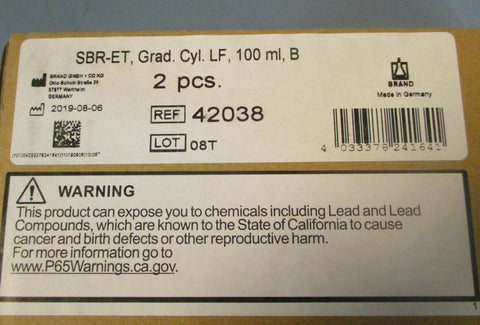 SBR-ET, Grad. Cyl. LF, 100 ml, B
BRAND GMBH + CO KG
Otto-Schott-Straße 25
97877 Wertheim
Germany
2 pcs.
BRAND
Made in Germany
2019-08-06
REF 42038
LOT 08T
4 033378 241641
WARNING
This product can expose you to chemicals including Lead and Lead
Compounds, which are known to the State of California to cause
cancer and birth defects or other reproductive harm.
For more information go to
www.P65Warnings.ca.gov.